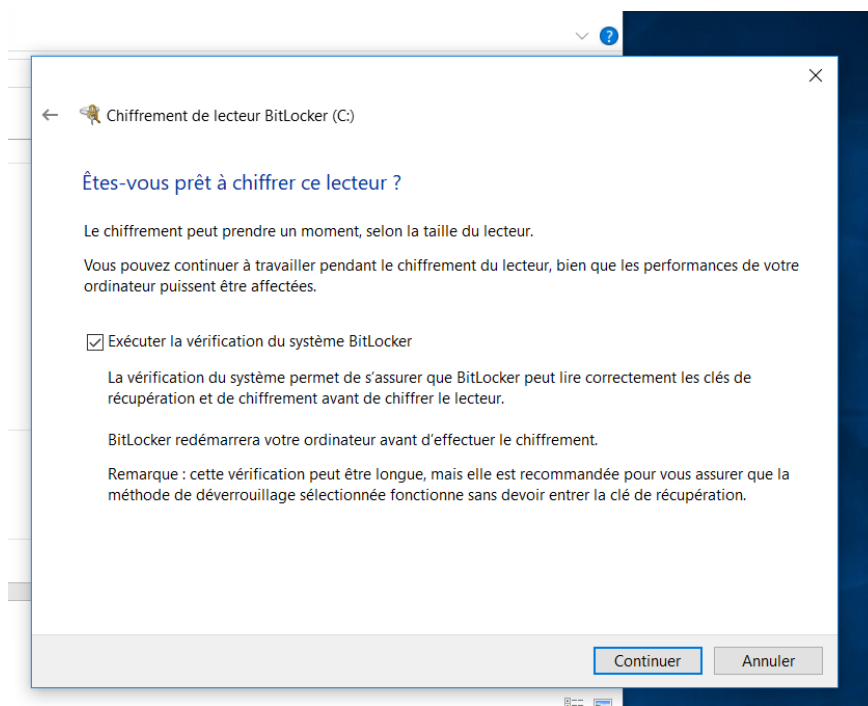 Chiffrement de lecteur BitLocker (C:)
Êtes-vous prêt à chiffrer ce lecteur ?
Le chiffrement peut prendre un moment, selon la taille du lecteur.
Vous pouvez continuer à travailler pendant le chiffrement du lecteur, bien que les performances de votre
ordinateur puissent être affectées.
Exécuter la vérification du système BitLocker
La vérification du système permet de s’assurer que BitLocker peut lire correctement les clés de
récupération et de chiffrement avant de chiffrer le lecteur.
BitLocker redémarrera votre ordinateur avant d’effectuer le chiffrement.
Remarque : cette vérification peut être longue, mais elle est recommandée pour vous assurer que la
méthode de déverrouillage sélectionnée fonctionne sans devoir entrer la clé de récupération.
Continuer Annuler